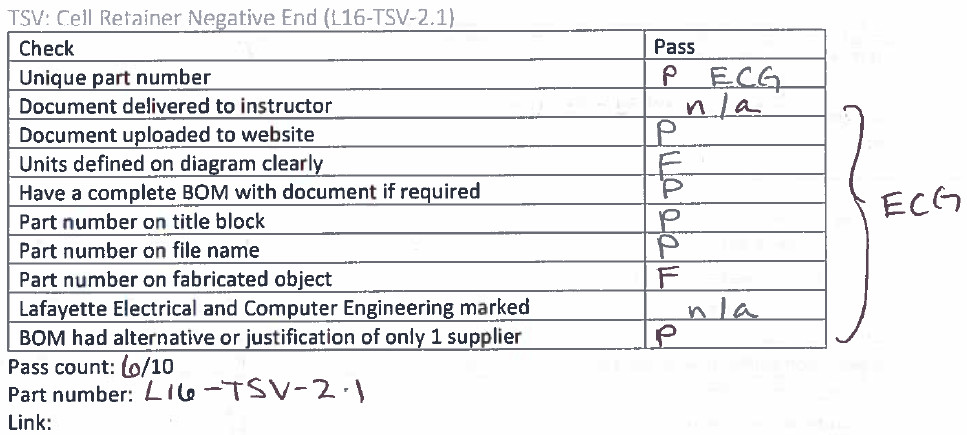 TSV: Cell Retainer Negative End (L16-TSV-2.1)
Check Pass
Unique part number P ECG
Document delivered to instructor n/a
Document uploaded to website P
Units defined on diagram clearly F
Have a complete BOM with document if required P
Part number on title block P
ECG
Part number on file name P
Part number on fabricated object F
Lafayette Electrical and Computer Engineering marked n/a
BOM had alternative or justification of only 1 supplier P
Pass count: 6/10
Part number: L16-TSV-2.1
Link: